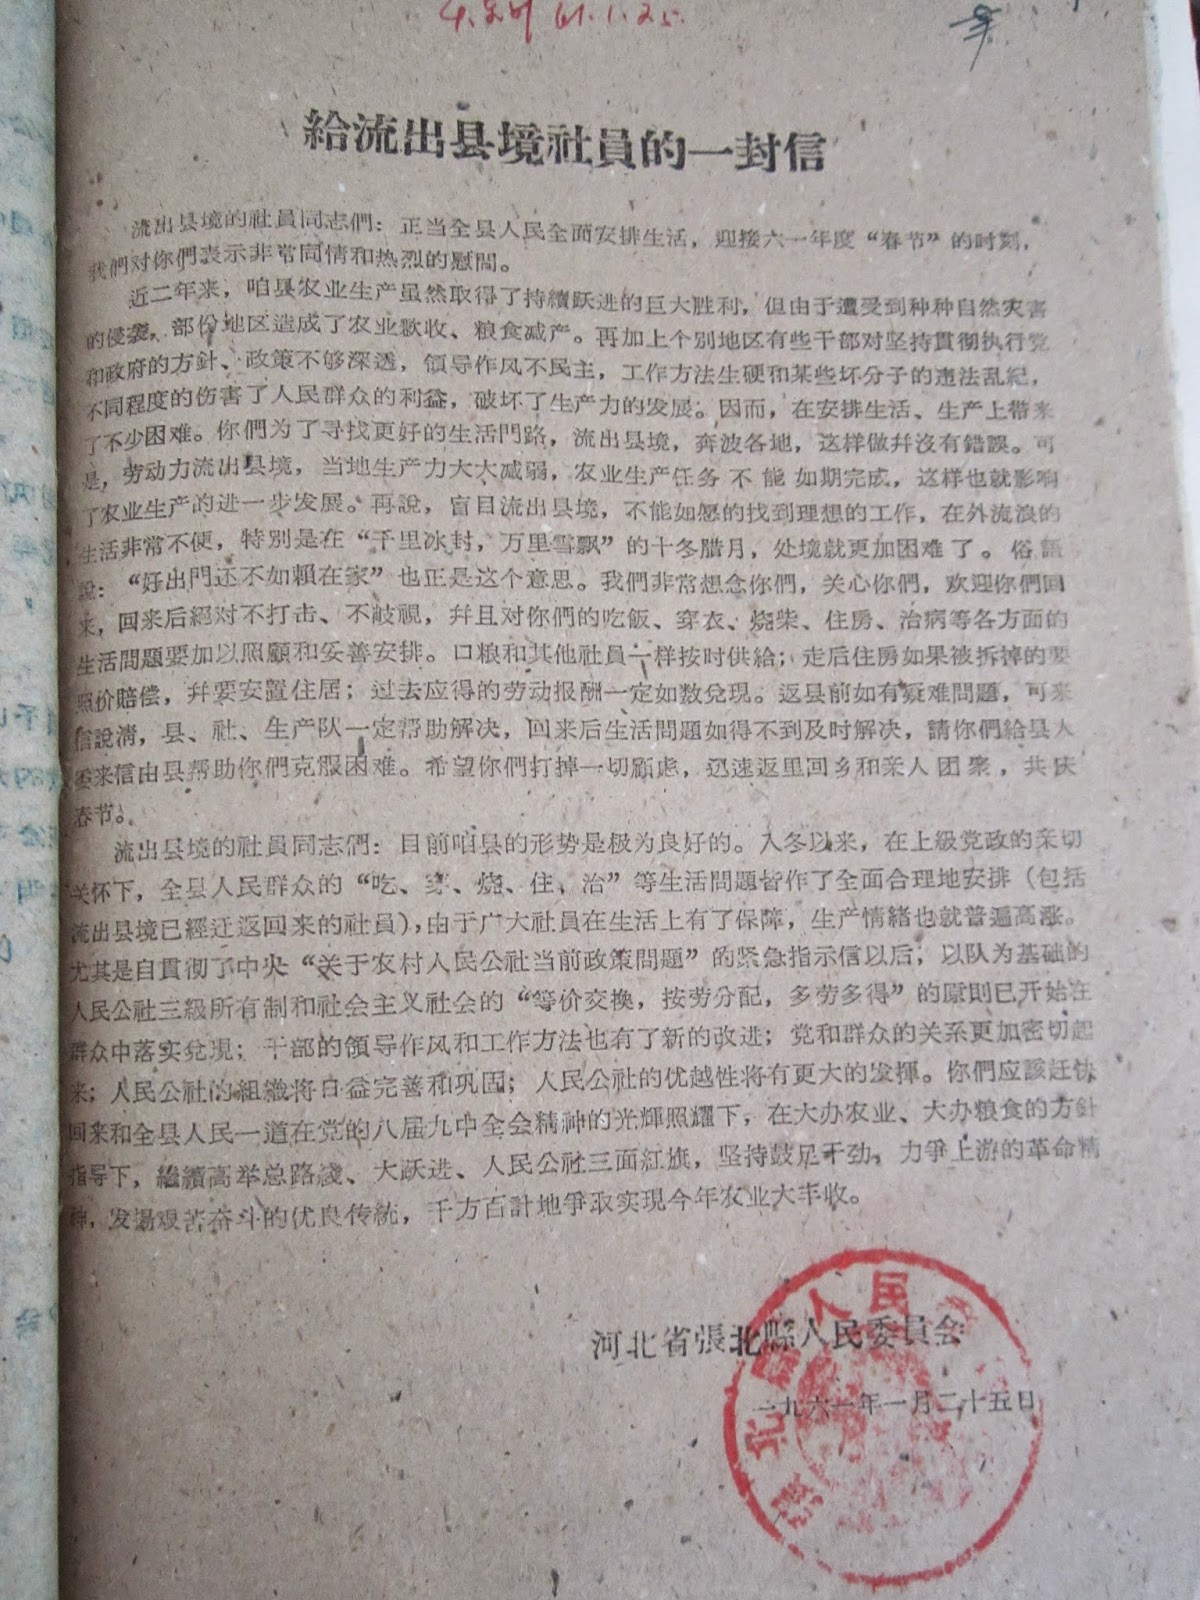 61.1.25.
給流出县境社員的一封信
流出县境的社員同志們：正当全县人民全面安排生活，迎接六一年度“春节”的时刻，
我們对你們表示非常同情和热烈的慰問。
近二年来，咱县农业生产虽然取得了持續跃进的巨大胜利，但由于遭受到种种自然灾害
的侵袭，部份地区造成了农业歉收、粮食减产。再加上个别地区有些干部对坚持貫彻执行党
和政府的方針、政策不够深透，領导作风不民主，工作方法生硬和某些坏分子的违法乱紀，
不同程度的伤害了人民群众的利益，破坏了生产力的发展。因而，在安排生活、生产上带来
了不少困难。你們为了寻找更好的生活門路，流出县境，奔波各地，这样做幷沒有錯誤。可
是，劳动力流出县境，当地生产力大大减弱，农业生产任务不能如期完成，这样也就影响
了农业生产的进一步发展。再說，盲目流出县境，不能如愿的找到理想的工作，在外流浪的
生活非常不便，特别是在“千里冰封，万里雪飘”的十冬腊月，处境就更加困难了。俗語
說：“好出門还不如賴在家”也正是这个意思。我們非常想念你們，关心你們，欢迎你們回
来，回来后絕对不打击、不歧視，幷且对你們的吃飯、穿衣、烧柴、住房、治病等各方面的
生活問題要加以照顧和妥善安排。口粮和其他社員一样按时供給；走后住房如果被拆掉的要
照价賠偿，幷要安置住居；过去应得的劳动报酬一定如数兌现。返县前如有疑难問題，可来
信說淸，县、社、生产队一定帮助解决，回来后生活問題如得不到及时解决，請你們給县人
委来信由县帮助你們克服困难。希望你們打掉一切顧虑，迅速返里回乡和亲人团聚，共庆
春节。
流出县境的社員同志們：目前咱县的形势是极为良好的。入冬以来，在上級党政的亲切
关怀下，全县人民群众的“吃、穿、烧、住、治”等生活問題皆作了全面合理地安排（包括
流出县境已經迁返回来的社員），由于广大社員在生活上有了保障，生产情緒也就普遍高涨。
尤其是自貫彻了中央“关于农村人民公社当前政策問題”的紧急指示信以后，以队为基础的
人民公社三級所有制和社会主义社会的“等价交换，按劳分配，多劳多得”的原則已开始在
群众中落实兌現；干部的領导作风和工作方法也有了新的改进；党和群众的关系更加密切起
来；人民公社的組織将日益完善和巩固；人民公社的优越性将有更大的发揮。你們应該赶快
回来和全县人民一道在党的八届九中全会精神的光輝照耀下，在大办农业、大办粮食的方針
指导下，繼續高举总路綫、大跃进、人民公社三面紅旗，坚持鼓足干劲，力爭上游的革命精
神，发揚艰苦奋斗的优良传統，千方百計地爭取实現今年农业大丰收。
河北省張北縣人民委員会
一九六一年一月二十五日
張北縣人民委